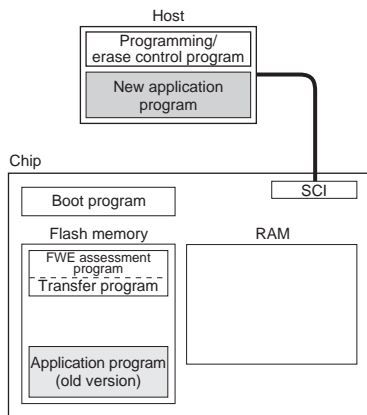 Host
Programming/
erase control program
New application
program
Chip
SCI
Boot program
Flash memory
RAM
FWE assessment
program
Transfer program
Application program
(old version)